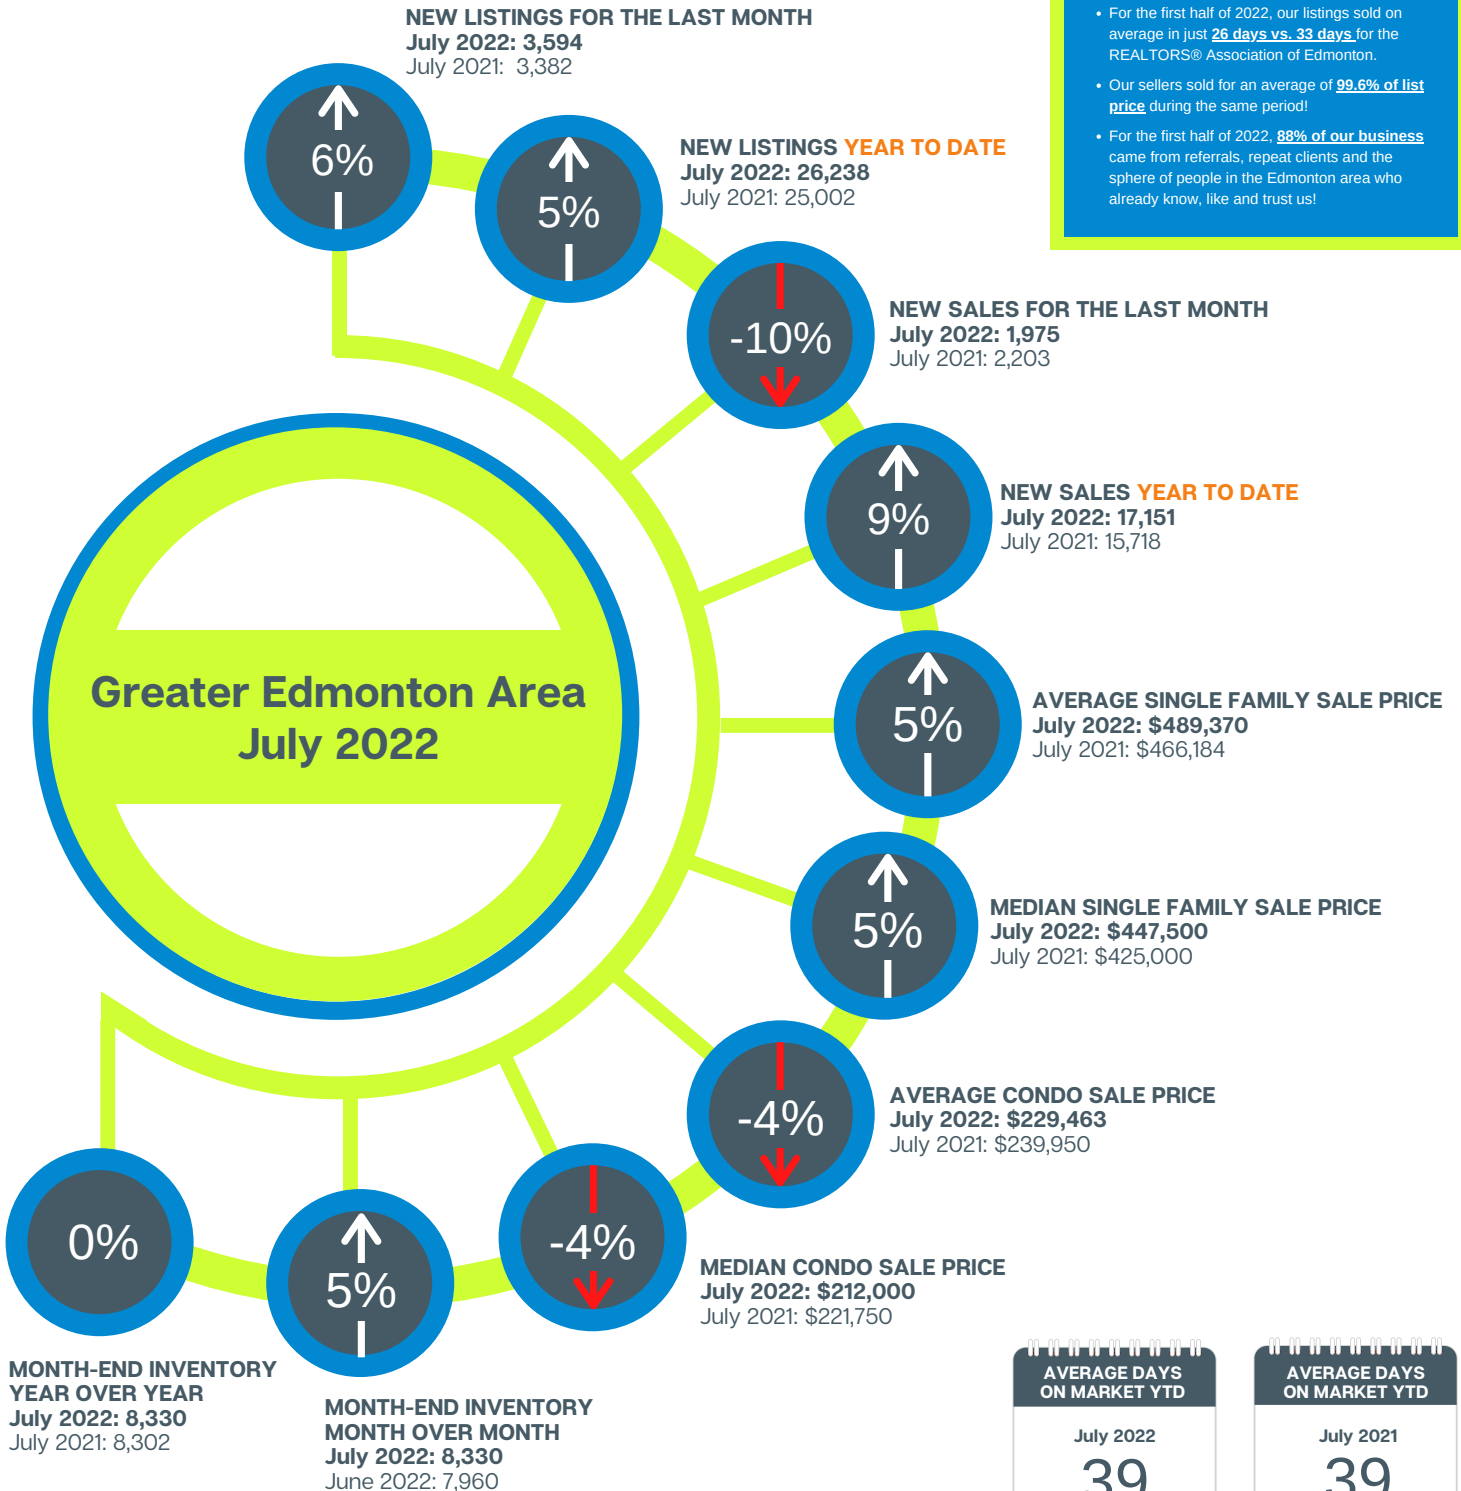 NEW LISTINGS FOR THE LAST MONTH
July 2022: 3,594
July 2021: 3,382
6%
• For the first half of 2022, our listings sold on
average in just 26 days vs. 33 days for the
REALTORS® Association of Edmonton.
• Our sellers sold for an average of 99.6% of list
price during the same period!
• For the first half of 2022, 88% of our business
came from referrals, repeat clients and the
sphere of people in the Edmonton area who
already know, like and trust us!
5%
NEW LISTINGS YEAR TO DATE
July 2022: 26,238
July 2021: 25,002
-10%
NEW SALES FOR THE LAST MONTH
July 2022: 1,975
July 2021: 2,203
9%
NEW SALES YEAR TO DATE
July 2022: 17,151
July 2021: 15,718
Greater Edmonton Area
July 2022
5%
AVERAGE SINGLE FAMILY SALE PRICE
July 2022: $489,370
July 2021: $466,184
5%
MEDIAN SINGLE FAMILY SALE PRICE
July 2022: $447,500
July 2021: $425,000
-4%
AVERAGE CONDO SALE PRICE
July 2022: $229,463
July 2021: $239,950
-4%
MEDIAN CONDO SALE PRICE
July 2022: $212,000
July 2021: $221,750
5%
MONTH-END INVENTORY
MONTH OVER MONTH
July 2022: 8,330
June 2022: 7,960
0%
MONTH-END INVENTORY
YEAR OVER YEAR
July 2022: 8,330
July 2021: 8,302
AVERAGE DAYS
ON MARKET YTD
July 2022
39
AVERAGE DAYS
ON MARKET YTD
July 2021
39